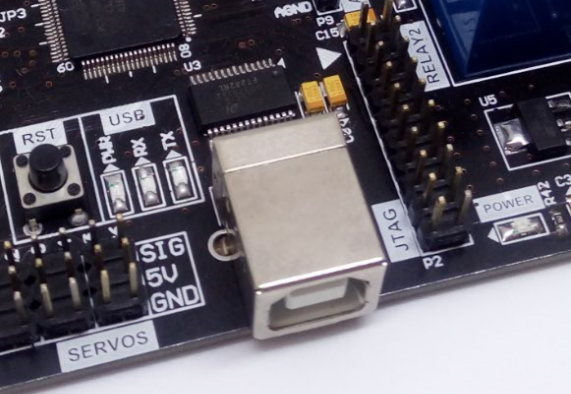 JP3
AGND
P9
C15
RELAY2
60
80
U3
USB
RST
PWR
RX
TX
U5
SIG
5V
GND
JTAG
POWER
R42
P2
SERVOS